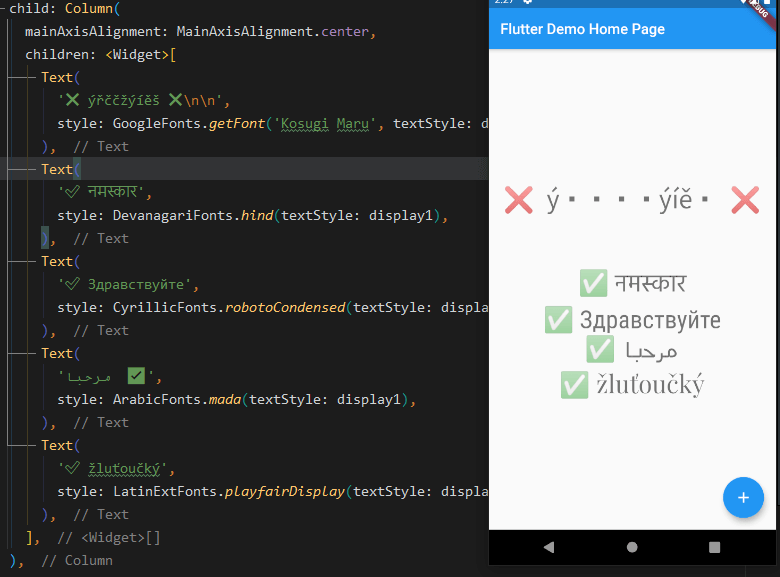 child: Column(
mainAxisAlignment: MainAxisAlignment.center,
children: <Widget>[
Text(
'❌ ýřččžýíěš ❌\n\n',
style: GoogleFonts.getFont('Kosugi Maru', textStyle: d
), // Text
Text(
'✅ नमस्कार',
style: DevanagariFonts.hind(textStyle: display1),
), // Text
Text(
'✅ Здравствуйте',
style: CyrillicFonts.robotoCondensed(textStyle: displa
), // Text
Text(
'مرحبا ✅',
style: ArabicFonts.mada(textStyle: display1),
), // Text
Text(
'✅ žluťoučký',
style: LatinExtFonts.playfairDisplay(textStyle: displa
), // Text
], // <Widget>[]
), // Column
2:27
DEBUG
Flutter Demo Home Page
❌ ý····ýíě· ❌
✅ नमस्कार
✅ Здравствуйте
✅ مرحبا
✅ žluťoučký
+